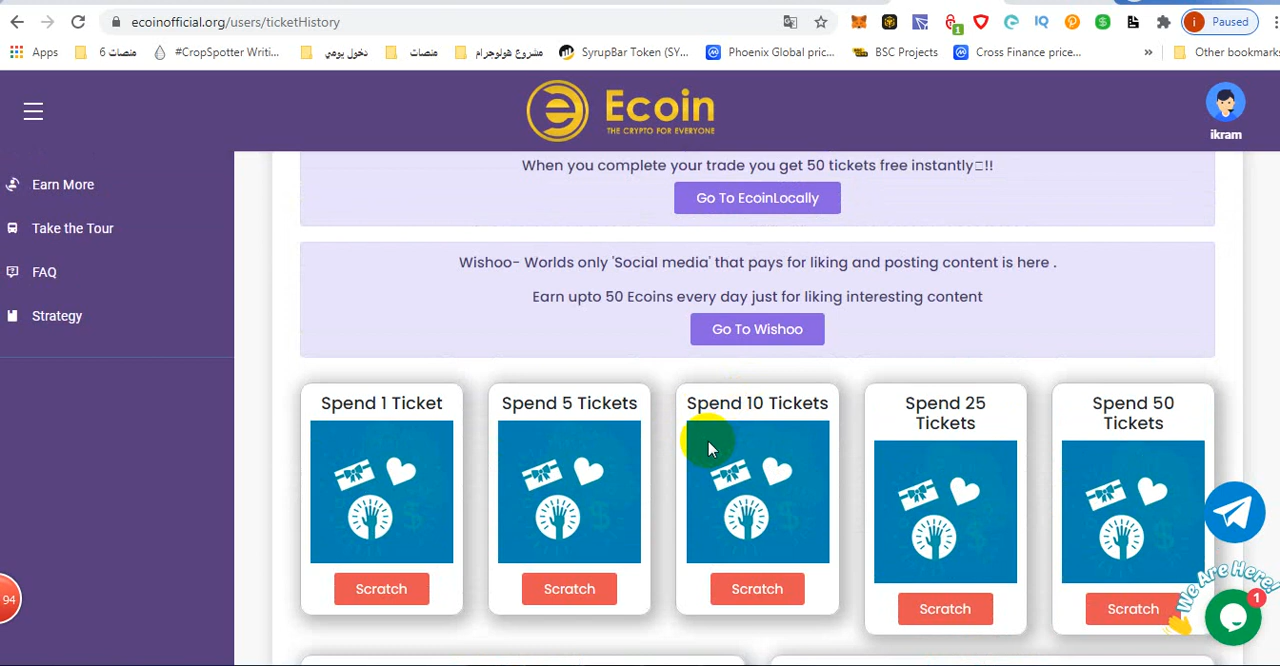 ecoinofficial.org/users/ticketHistory
1
i Paused
Apps
منصات 6
#CropSpotter Writi...
دخول يومي
منصات
مشروع هولوجرام
SyrupBar Token (SY...
Phoenix Global pric...
BSC Projects
Cross Finance price...
»
Other bookmarks
Ecoin
THE CRYPTO FOR EVERYONE
ikram
Earn More
Take the Tour
FAQ
Strategy
When you complete your trade you get 50 tickets free instantly□!!
Go To EcoinLocally
Wishoo- Worlds only 'Social media' that pays for liking and posting content is here .
Earn upto 50 Ecoins every day just for liking interesting content
Go To Wishoo
Spend 1 Ticket
Scratch
Spend 5 Tickets
Scratch
Spend 10 Tickets
Scratch
Spend 25
Tickets
Scratch
Spend 50
Tickets
Scratch
94
We Are Here!
1